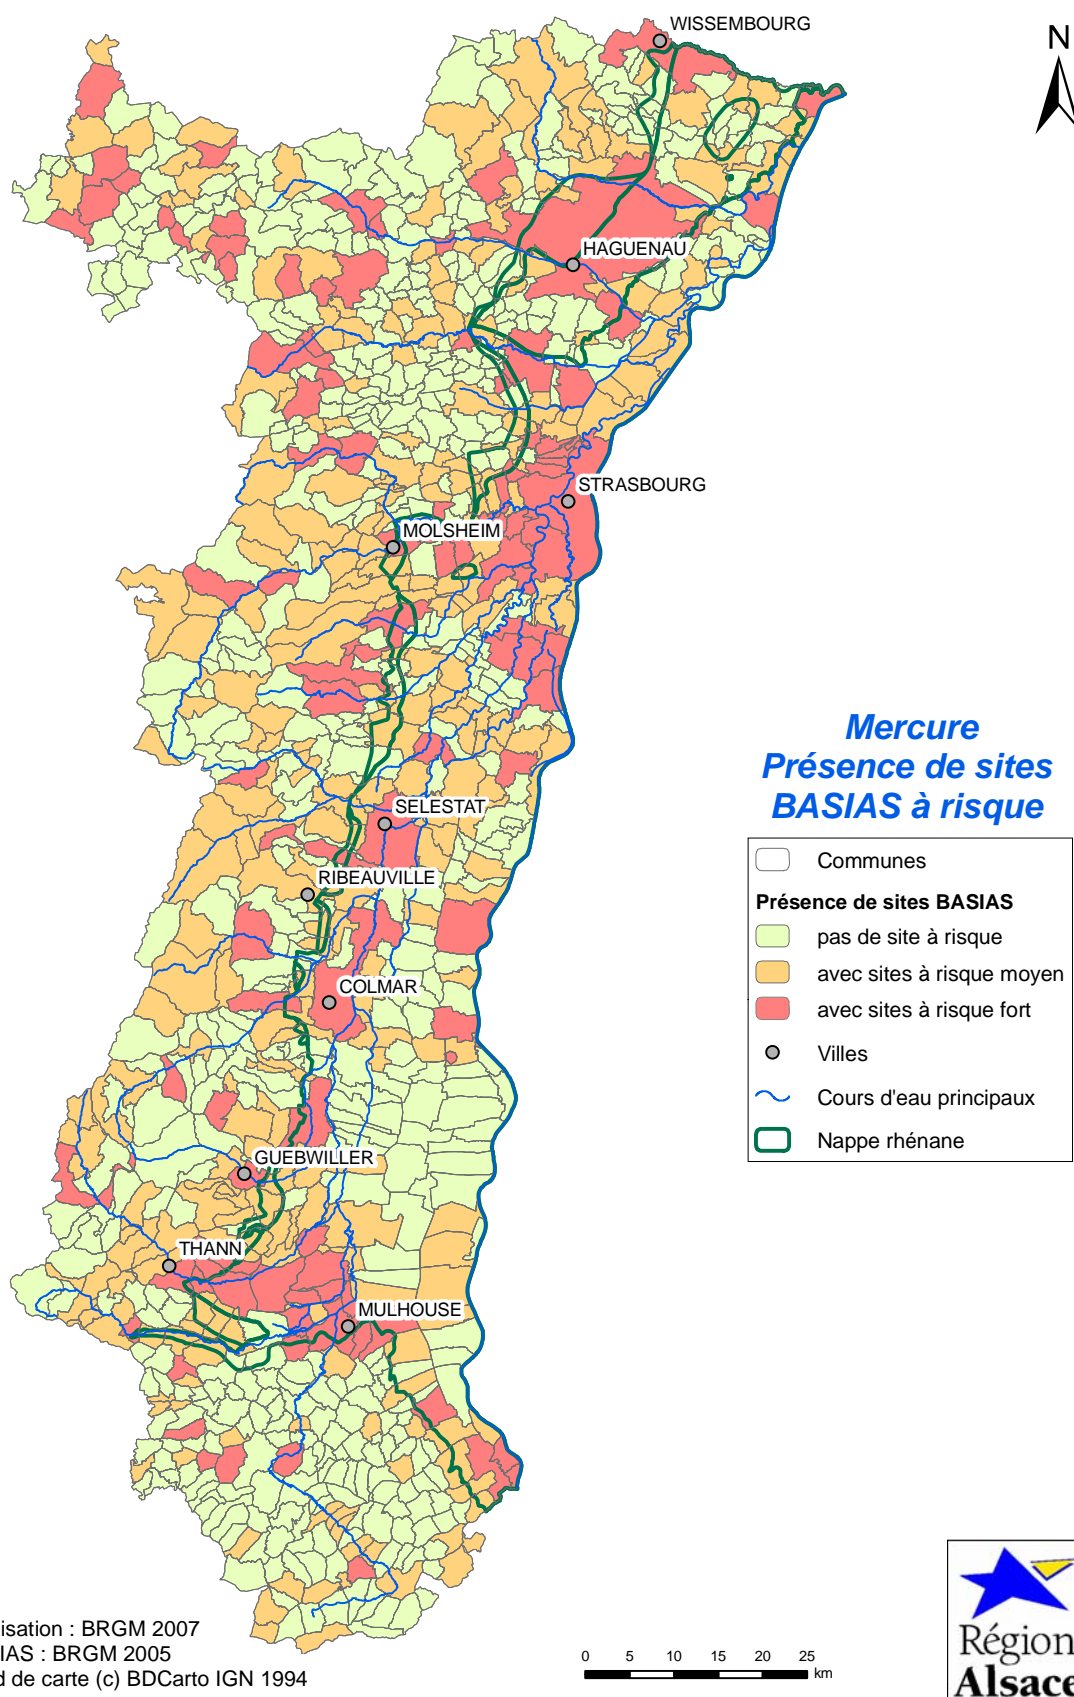 WISSEMBOURG
N
HAGUENAU
STRASBOURG
MOLSHEIM
Mercure
Présence de sites
BASIAS à risque
SELESTAT
Communes
RIBEAUVILLE
Présence de sites BASIAS
pas de site à risque
avec sites à risque moyen
COLMAR
avec sites à risque fort
Villes
Cours d'eau principaux
Nappe rhénane
GUEBWILLER
THANN
MULHOUSE
isation : BRGM 2007
IAS : BRGM 2005
d de carte (c) BDCarto IGN 1994
0 5 10 15 20 25
km
Région
Alsace